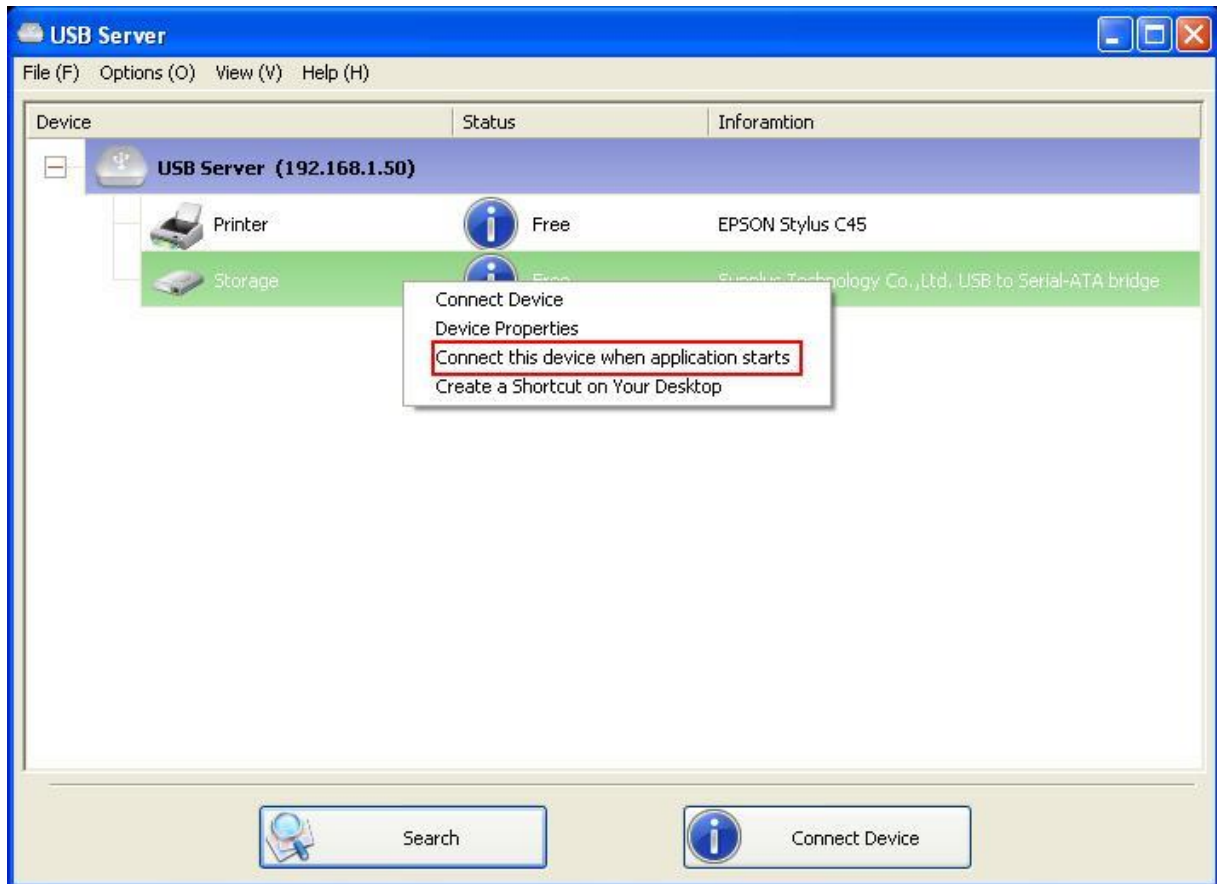 USB Server
File (F) Options (O) View (V) Help (H)
Device Status Inforamtion
USB Server (192.168.1.50)
Printer Free EPSON Stylus C45
Storage Free Sunplus Technology Co.,Ltd. USB to Serial-ATA bridge
Connect Device
Device Properties
Connect this device when application starts
Create a Shortcut on Your Desktop
Search Connect Device